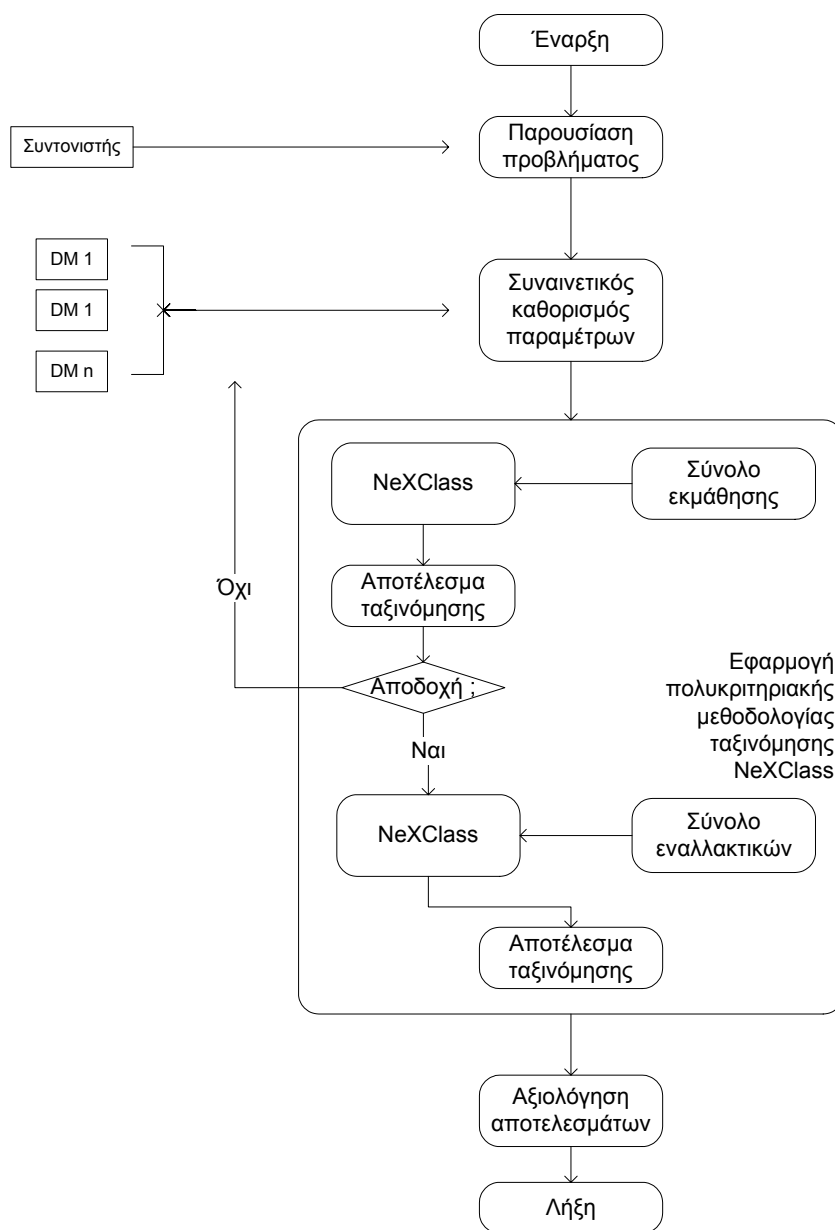 Έναρξη
Συντονιστής
Παρουσίαση
προβλήματος
DM 1
DM 1
DM n
Συναινετικός
καθορισμός
παραμέτρων
NeXClass
Σύνολο
εκμάθησης
Αποτέλεσμα
ταξινόμησης
Όχι
Αποδοχή ;
Ναι
Εφαρμογή
πολυκριτηριακής
μεθοδολογίας
ταξινόμησης
NeXClass
NeXClass
Σύνολο
εναλλακτικών
Αποτέλεσμα
ταξινόμησης
Αξιολόγηση
αποτελεσμάτων
Λήξη